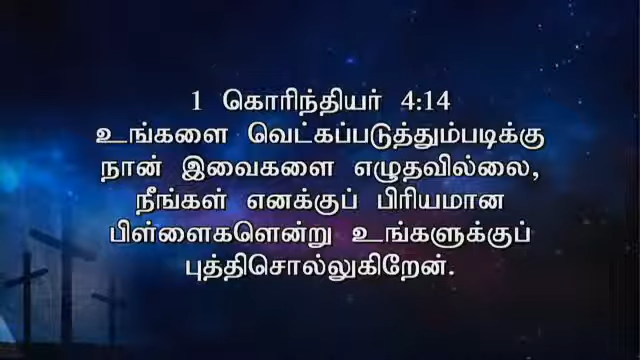 1 கொரிந்தியர் 4:14
உங்களை வெட்கப்படுத்தும்படிக்கு
நான் இவைகளை எழுதவில்லை,
நீங்கள் எனக்குப் பிரியமான
பிள்ளைகளென்று உங்களுக்குப்
புத்திசொல்லுகிறேன்.